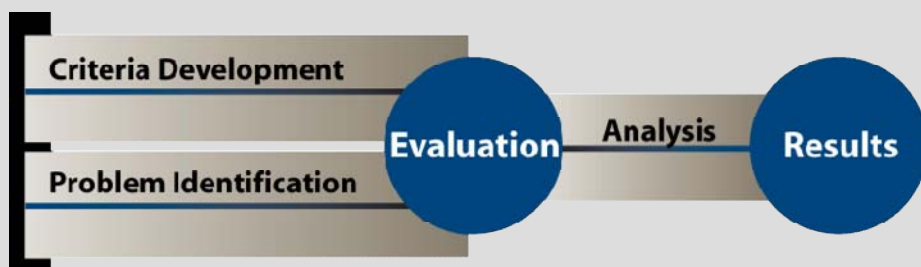 Criteria Development
Problem Identification
Evaluation
Analysis
Results